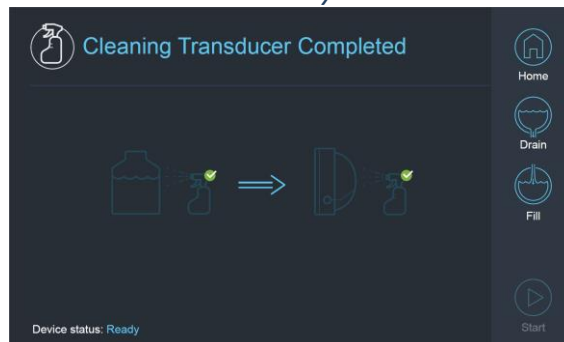 Cleaning Transducer Completed
Home
Drain
Fill
Start
Device status: Ready